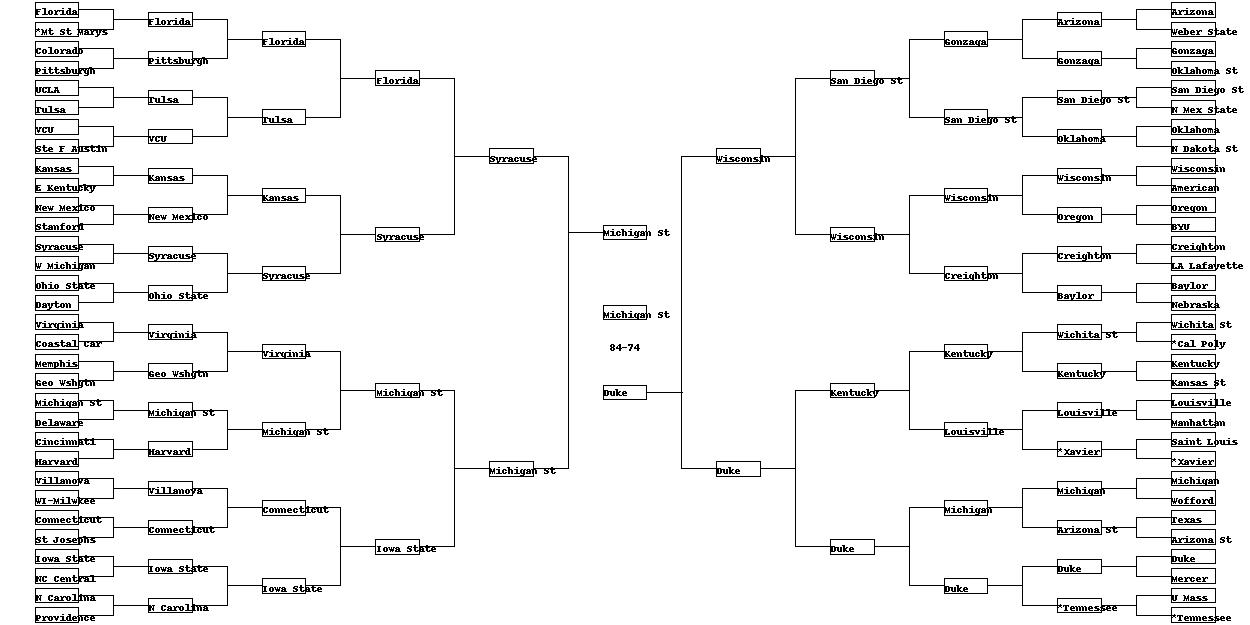 Florida
*Mt St Marys
Colorado
Pittsburgh
UCLA
Tulsa
VCU
Ste F Austin
Kansas
E Kentucky
New Mexico
Stanford
Syracuse
W Michigan
Ohio State
Dayton
Virginia
Coastal Car
Memphis
Geo Wshgtn
Michigan St
Delaware
Cincinnati
Harvard
Villanova
WI-Milwkee
Connecticut
St Josephs
Iowa State
NC Central
N Carolina
Providence
Florida
Pittsburgh
Tulsa
VCU
Kansas
New Mexico
Syracuse
Ohio State
Virginia
Geo Wshgtn
Michigan St
Harvard
Villanova
Connecticut
Iowa State
N Carolina
Florida
Tulsa
Kansas
Syracuse
Virginia
Michigan St
Connecticut
Iowa State
Florida
Syracuse
Michigan St
Iowa State
Syracuse
Michigan St
Michigan St
Michigan St
84-74
Duke
Wisconsin
Duke
San Diego St
Wisconsin
Kentucky
Duke
Gonzaga
San Diego St
Wisconsin
Creighton
Kentucky
Louisville
Michigan
Duke
Arizona
Gonzaga
San Diego St
Oklahoma
Wisconsin
Oregon
Creighton
Baylor
Wichita St
Kentucky
Louisville
*Xavier
Michigan
Arizona St
Duke
*Tennessee
Arizona
Weber State
Gonzaga
Oklahoma St
San Diego St
N Mex State
Oklahoma
N Dakota St
Wisconsin
American
Oregon
BYU
Creighton
LA Lafayette
Baylor
Nebraska
Wichita St
*Cal Poly
Kentucky
Kansas St
Louisville
Manhattan
Saint Louis
*Xavier
Michigan
Wofford
Texas
Arizona St
Duke
Mercer
U Mass
*Tennessee